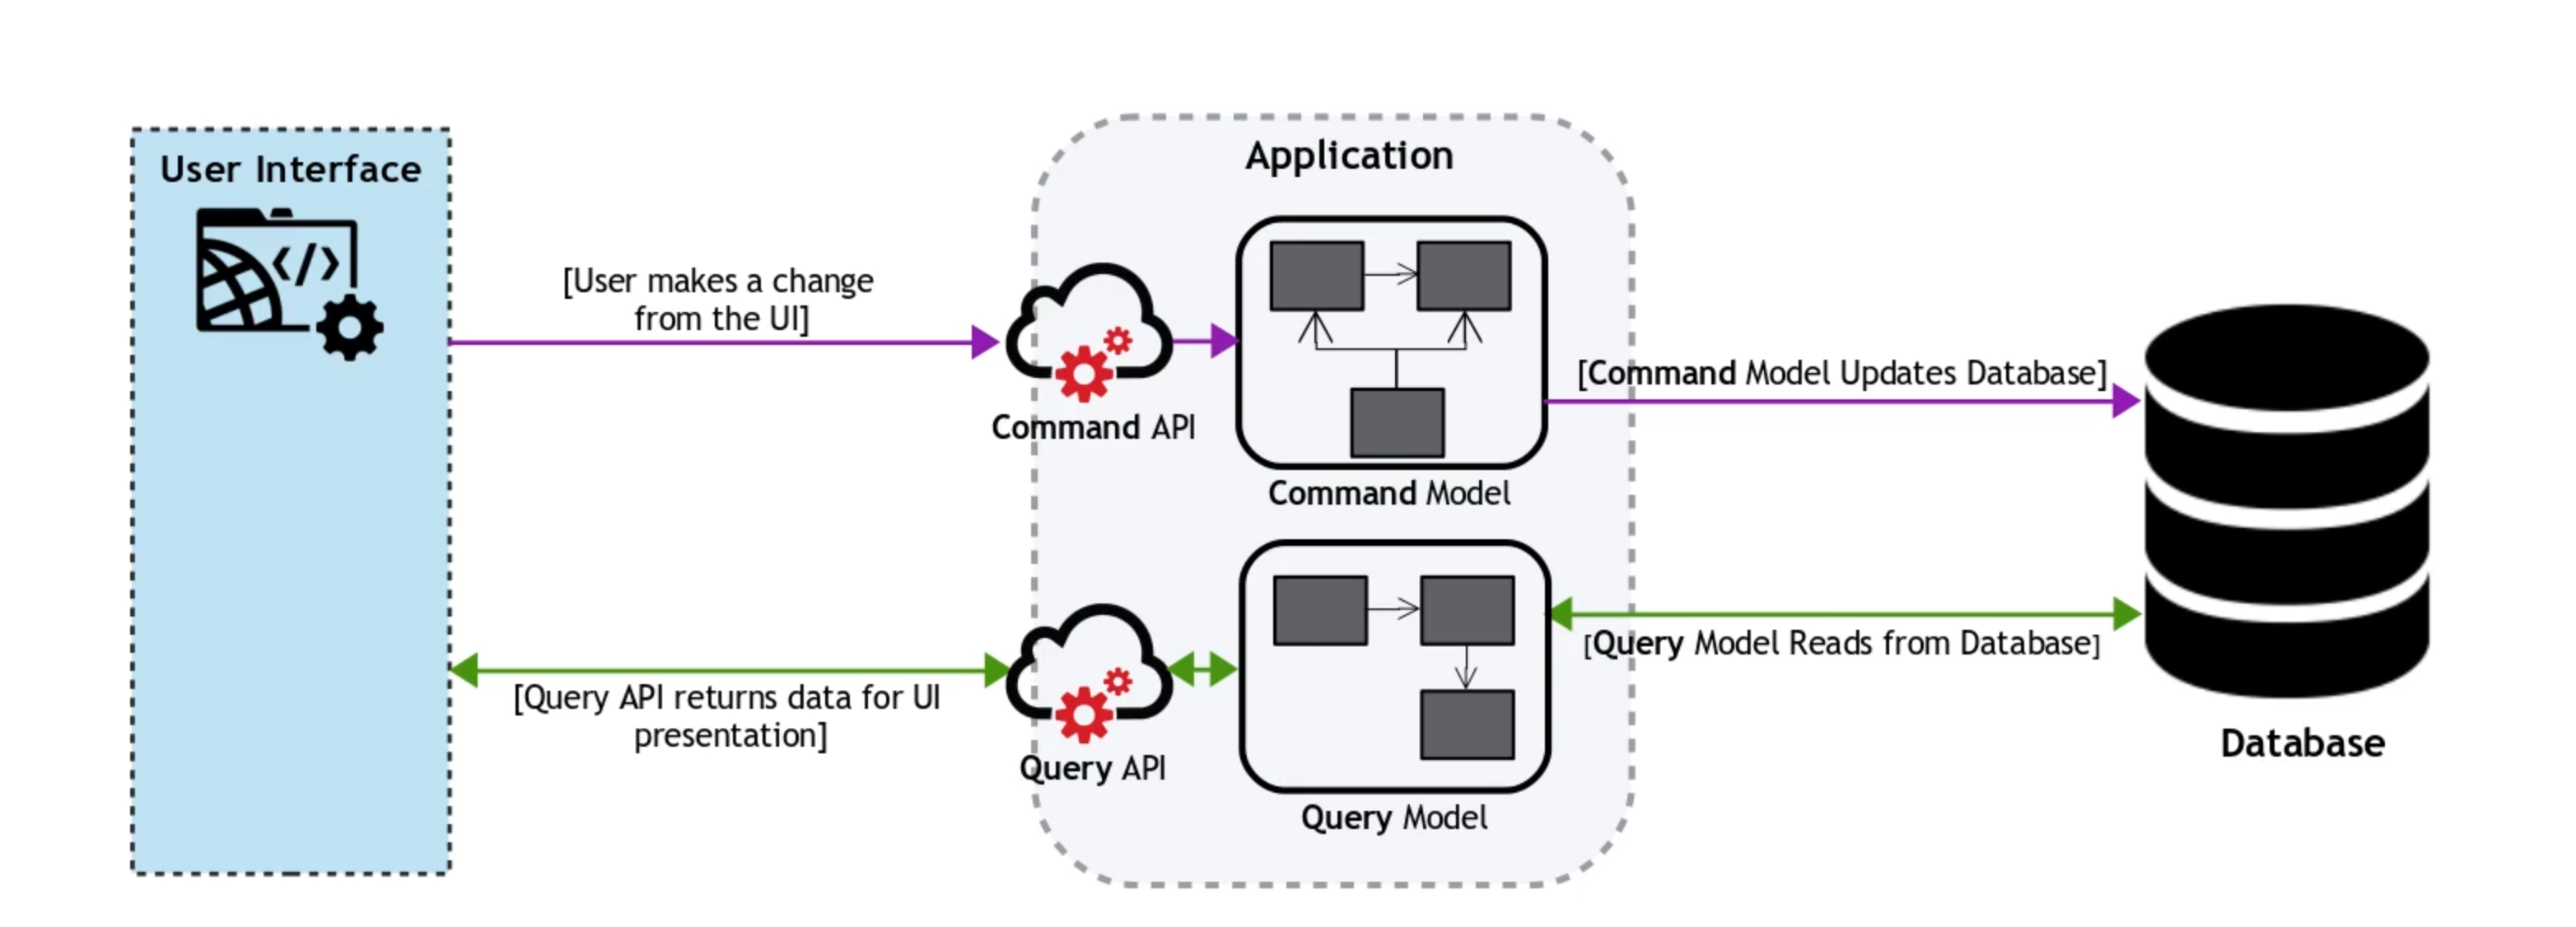 User Interface
</>
[User makes a change
from the UI]
[Query API returns data for UI
presentation]
Application
Command API
Command Model
Query API
Query Model
[Command Model Updates Database]
[Query Model Reads from Database]
Database